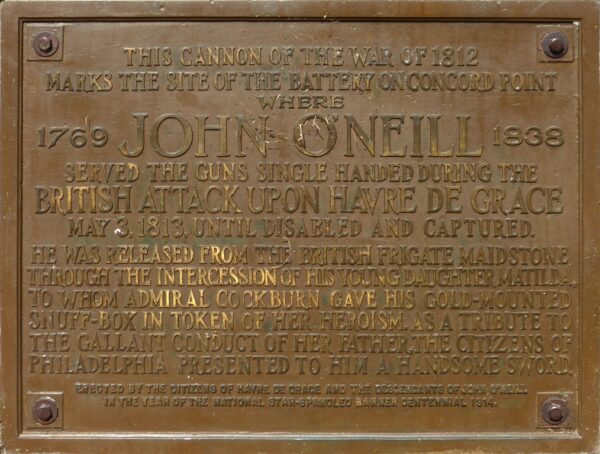 THIS CANNON OF THE WAR OF 1812
MARKS THE SITE OF THE BATTERY ON CONCORD POINT
WHERE
1769 JOHN O'NEILL 1838
SERVED THE GUNS SINGLE HANDED DURING THE
BRITISH ATTACK UPON HAVRE DE GRACE
MAY 3, 1813, UNTIL DISABLED AND CAPTURED.
HE WAS RELEASED FROM THE BRITISH FRIGATE MAIDSTONE
THROUGH THE INTERCESSION OF HIS YOUNG DAUGHTER MATILDA,
TO WHOM ADMIRAL COCKBURN GAVE HIS GOLD-MOUNTED
SNUFF-BOX IN TOKEN OF HER HEROISM. AS A TRIBUTE TO
THE GALLANT CONDUCT OF HER FATHER, THE CITIZENS OF
PHILADELPHIA PRESENTED TO HIM A HANDSOME SWORD.
ERECTED BY THE CITIZENS OF HAVRE DE GRACE AND THE DESCENDANTS OF JOHN O'NEILL
IN THE YEAR OF THE NATIONAL STAR-SPANGLED BANNER CENTENNIAL 1914.